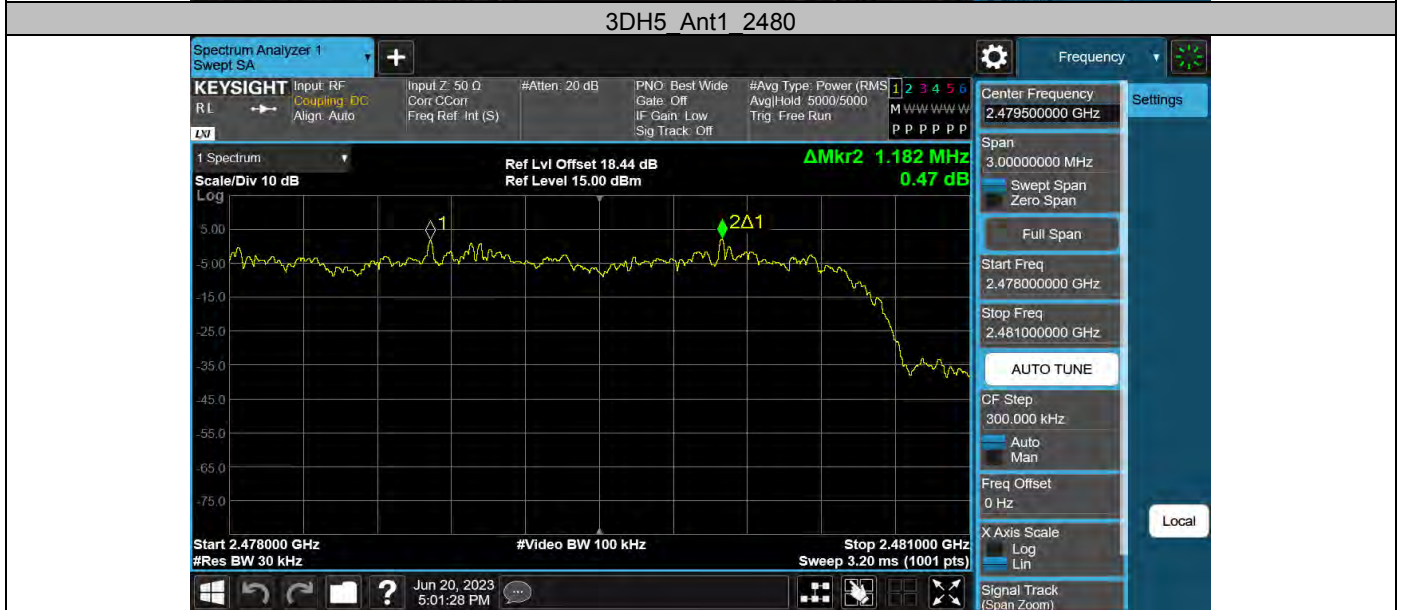 3DH5_Ant1_2480
Spectrum Analyzer 1
Swept SA
+
Frequency
KEYSIGHT
RL
LXI
Input: RF
Coupling: DC
Align: Auto
Input Z: 50 Ω
Corr CCorr
Freq Ref: Int (S)
#Atten: 20 dB
PNO: Best Wide
Gate: Off
IF Gain: Low
Sig Track: Off
#Avg Type: Power (RMS
Avg|Hold: 5000/5000
Trig: Free Run
1 2 3 4 5 6
M W W W W W
P P P P P P
Center Frequency
2.479500000 GHz
Settings
1 Spectrum
Scale/Div 10 dB
Ref Lvl Offset 18.44 dB
Ref Level 15.00 dBm
ΔMkr2 1.182 MHz
0.47 dB
Span
3.00000000 MHz
Swept Span
Zero Span
Full Span
Start Freq
2.478000000 GHz
Stop Freq
2.481000000 GHz
AUTO TUNE
CF Step
300.000 kHz
Auto
Man
Freq Offset
0 Hz
X Axis Scale
Log
Lin
Signal Track
(Span Zoom)
Local
Log
5.00
-5.00
-15.0
-25.0
-35.0
-45.0
-55.0
-65.0
-75.0
1
2Δ1
Start 2.478000 GHz
#Res BW 30 kHz
#Video BW 100 kHz
Stop 2.481000 GHz
Sweep 3.20 ms (1001 pts)
?
Jun 20, 2023
5:01:28 PM